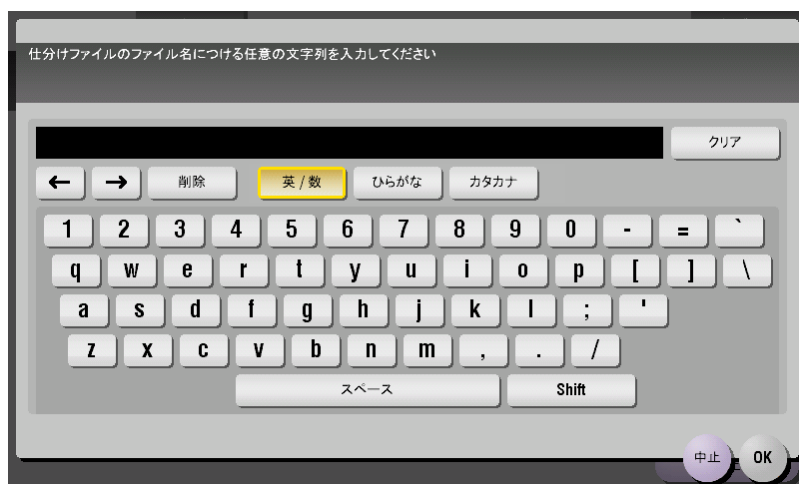 仕分けファイルのファイル名につける任意の文字列を入力してください
クリア
← → 削除 英/数 ひらがな カタカナ
1 2 3 4 5 6 7 8 9 0 - = `
q w e r t y u i o p [ ] \
a s d f g h j k l ; '
z x c v b n m , . /
スペース Shift
中止 OK